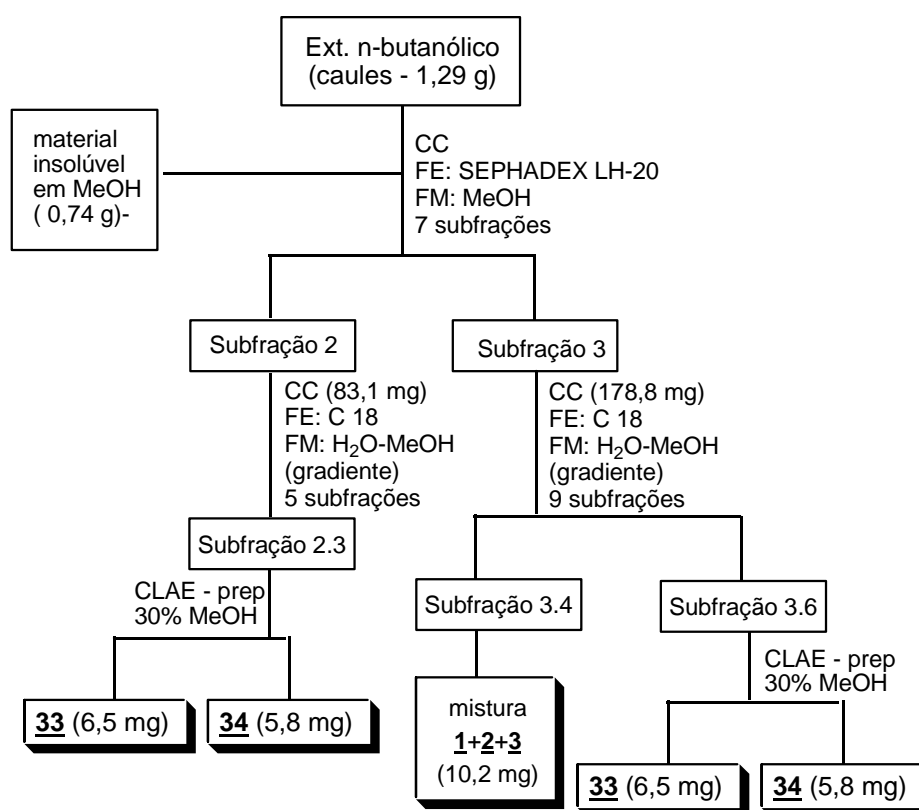 Ext. n-butanólico
(caules - 1,29 g)
material
insolúvel
em MeOH
( 0,74 g)-
CC
FE: SEPHADEX LH-20
FM: MeOH
7 subfrações
Subfração 2
Subfração 3
CC (83,1 mg)
FE: C 18
FM: H₂O-MeOH
(gradiente)
5 subfrações
CC (178,8 mg)
FE: C 18
FM: H₂O-MeOH
(gradiente)
9 subfrações
Subfração 2.3
Subfração 3.4
Subfração 3.6
CLAE - prep
30% MeOH
CLAE - prep
30% MeOH
33 (6,5 mg)
34 (5,8 mg)
mistura
1+2+3
(10,2 mg)
33 (6,5 mg)
34 (5,8 mg)